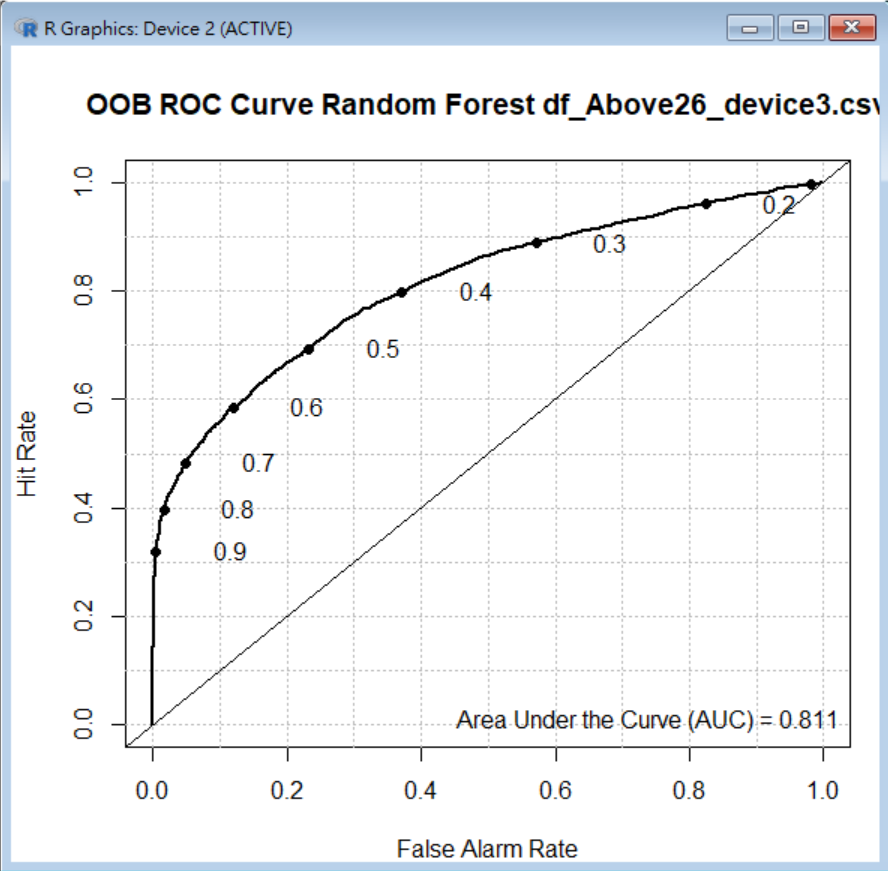 R Graphics: Device 2 (ACTIVE)
OOB ROC Curve Random Forest df_Above26_device3.csv
Hit Rate
1.0
0.8
0.6
0.4
0.2
0.0
0.2
0.3
0.4
0.5
0.6
0.7
0.8
0.9
Area Under the Curve (AUC) = 0.811
0.0 0.2 0.4 0.6 0.8 1.0
False Alarm Rate